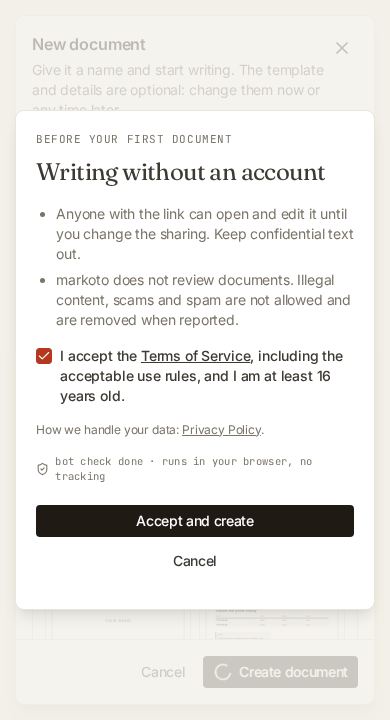 New document
Give it a name and start writing. The template
and details are optional: change them now or
any time later.
BEFORE YOUR FIRST DOCUMENT
Writing without an account
• Anyone with the link can open and edit it until
you change the sharing. Keep confidential text
out.
• markoto does not review documents. Illegal
content, scams and spam are not allowed and
are removed when reported.
I accept the Terms of Service, including the
acceptable use rules, and I am at least 16
years old.
How we handle your data: Privacy Policy.
bot check done · runs in your browser, no
tracking
Accept and create
Cancel
Cancel
Create document